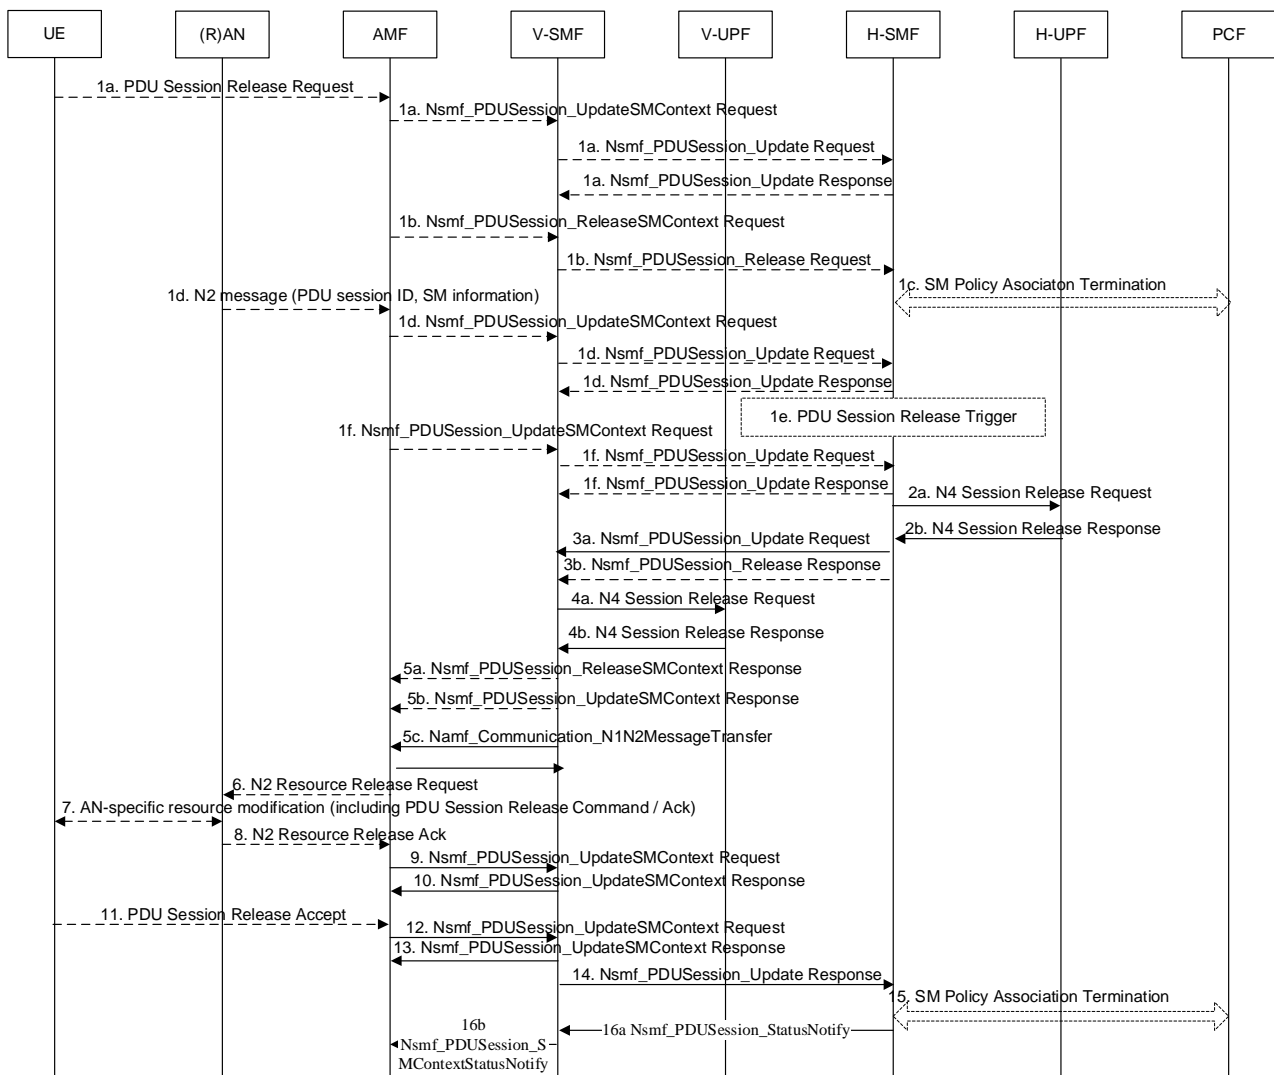 UE
(R)AN
AMF
V-SMF
V-UPF
H-SMF
H-UPF
PCF
1a. PDU Session Release Request
1a. Nsmf_PDUSession_UpdateSMContext Request
1a. Nsmf_PDUSession_Update Request
1a. Nsmf_PDUSession_Update Response
1b. Nsmf_PDUSession_ReleaseSMContext Request
1b. Nsmf_PDUSession_Release Request
1c. SM Policy Asociaton Termination
1d. N2 message (PDU session ID, SM information)
1d. Nsmf_PDUSession_UpdateSMContext Request
1d. Nsmf_PDUSession_Update Request
1d. Nsmf_PDUSession_Update Response
1e. PDU Session Release Trigger
1f. Nsmf_PDUSession_UpdateSMContext Request
1f. Nsmf_PDUSession_Update Request
1f. Nsmf_PDUSession_Update Response
2a. N4 Session Release Request
2b. N4 Session Release Response
3a. Nsmf_PDUSession_Update Request
3b. Nsmf_PDUSession_Release Response
4a. N4 Session Release Request
4b. N4 Session Release Response
5a. Nsmf_PDUSession_ReleaseSMContext Response
5b. Nsmf_PDUSession_UpdateSMContext Response
5c. Namf_Communication_N1N2MessageTransfer
6. N2 Resource Release Request
7. AN-specific resource modification (including PDU Session Release Command / Ack)
8. N2 Resource Release Ack
9. Nsmf_PDUSession_UpdateSMContext Request
10. Nsmf_PDUSession_UpdateSMContext Response
11. PDU Session Release Accept
12. Nsmf_PDUSession_UpdateSMContext Request
13. Nsmf_PDUSession_UpdateSMContext Response
14. Nsmf_PDUSession_Update Response
15. SM Policy Association Termination
16a Nsmf_PDUSession_StatusNotify
16b
Nsmf_PDUSession_S
MContextStatusNotify